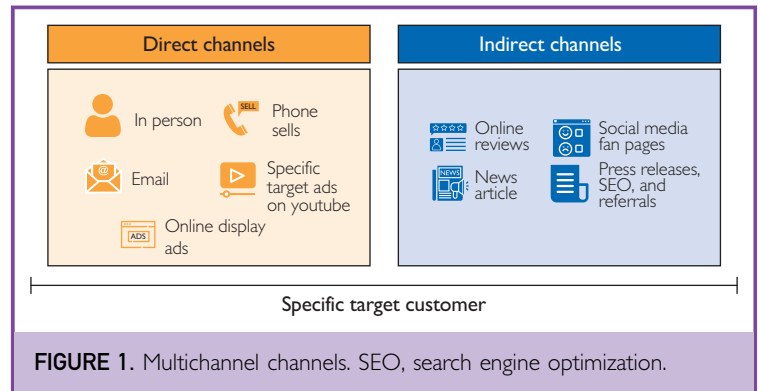 Direct channels
Indirect channels
In person
SELL
Phone
sells
@
Email
Specific
target ads
on youtube
ADS
Online display
ads
Online
reviews
Social media
fan pages
NEWS
News
article
Press releases,
SEO, and
referrals
Specific target customer
FIGURE 1. Multichannel channels. SEO, search engine optimization.